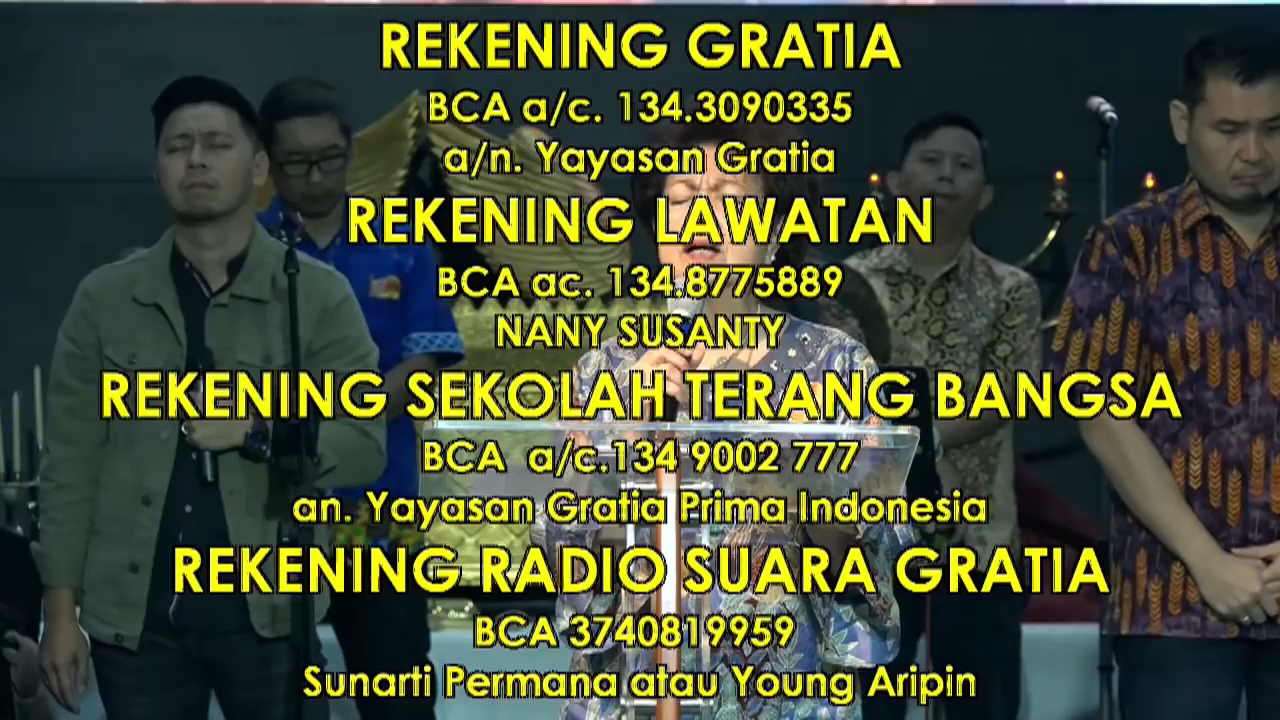 REKENING GRATIA
BCA a/c. 134.3090335
a/n. Yayasan Gratia
REKENING LAWATAN
BCA ac. 134.8775889
NANY SUSANTY
REKENING SEKOLAH TERANG BANGSA
BCA a/c.134 9002 777
an. Yayasan Gratia Prima Indonesia
REKENING RADIO SUARA GRATIA
BCA 3740819959
Sunarti Permana atau Young Aripin